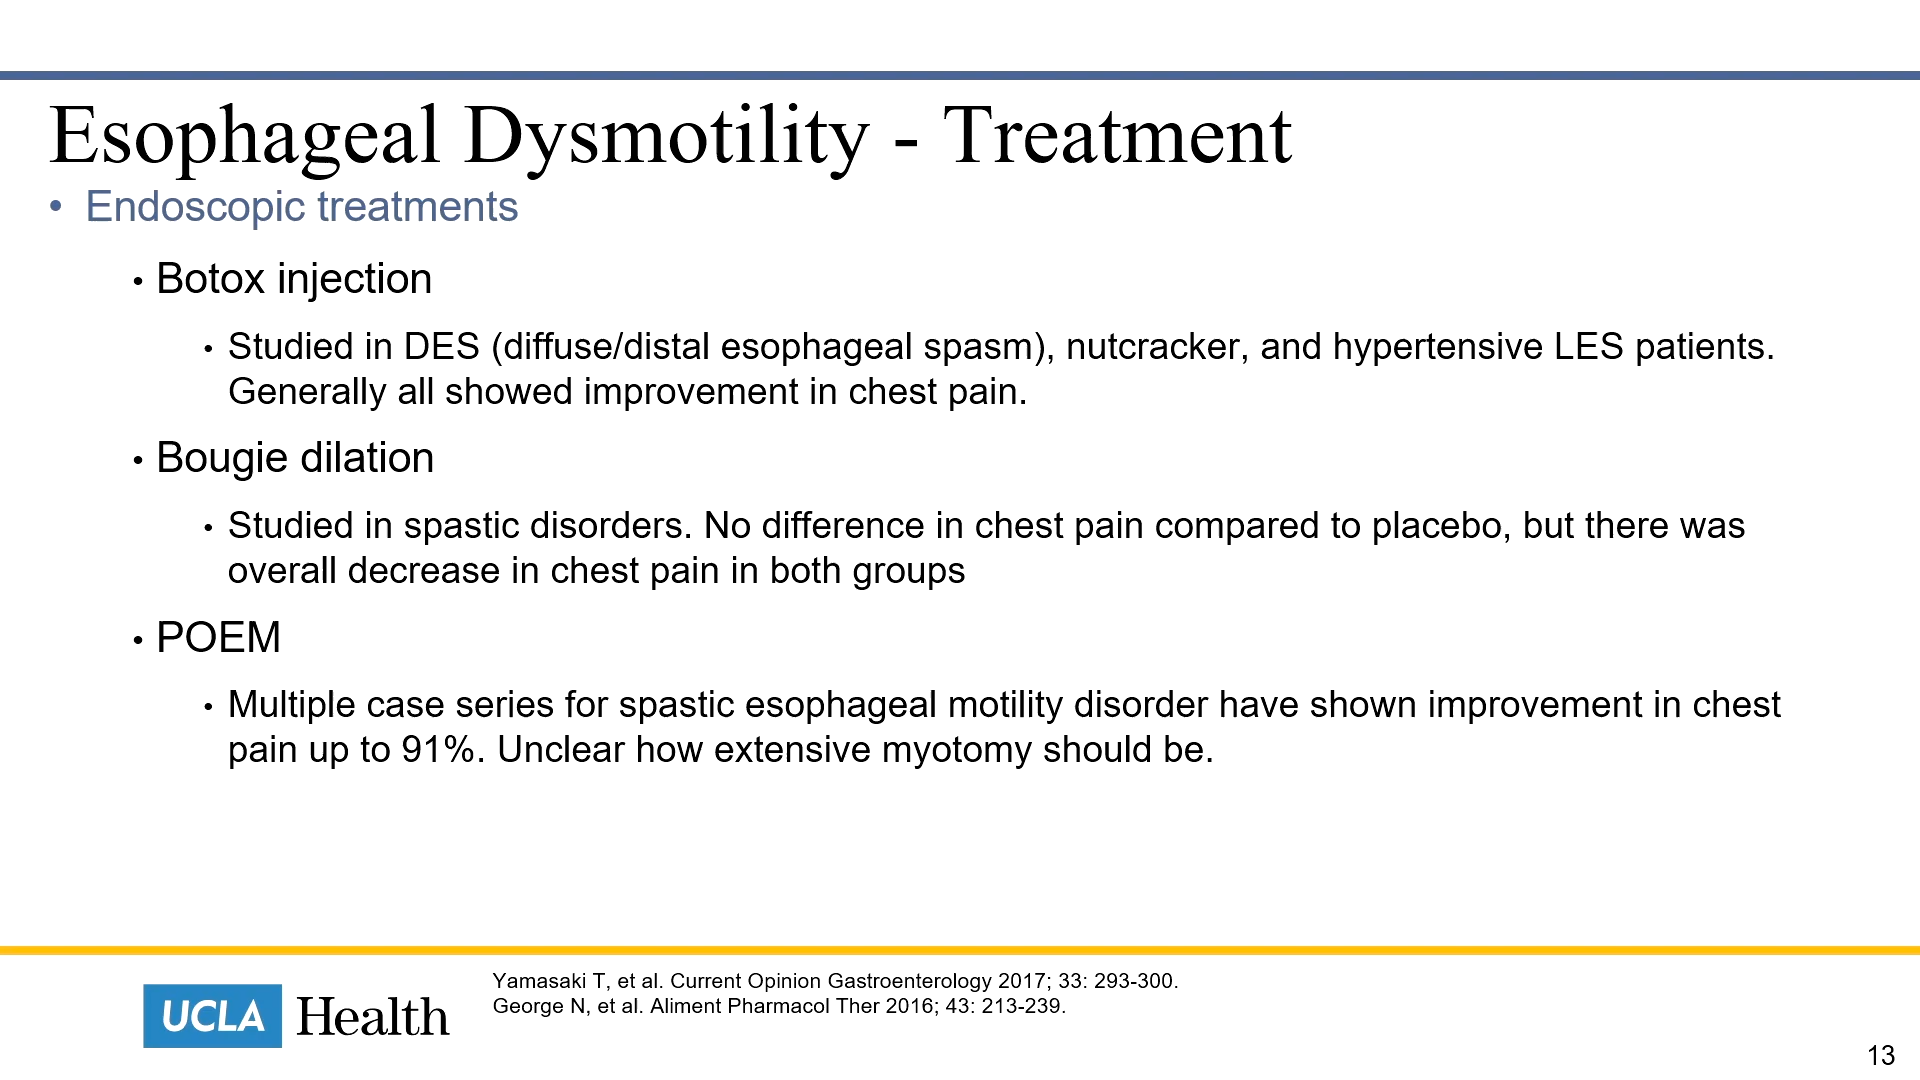 Esophageal Dysmotility - Treatment
• Endoscopic treatments
• Botox injection
• Studied in DES (diffuse/distal esophageal spasm), nutcracker, and hypertensive LES patients.
Generally all showed improvement in chest pain.
• Bougie dilation
• Studied in spastic disorders. No difference in chest pain compared to placebo, but there was
overall decrease in chest pain in both groups
• POEM
• Multiple case series for spastic esophageal motility disorder have shown improvement in chest
pain up to 91%. Unclear how extensive myotomy should be.
Yamasaki T, et al. Current Opinion Gastroenterology 2017; 33: 293-300.
George N, et al. Aliment Pharmacol Ther 2016; 43: 213-239.
UCLA Health
13